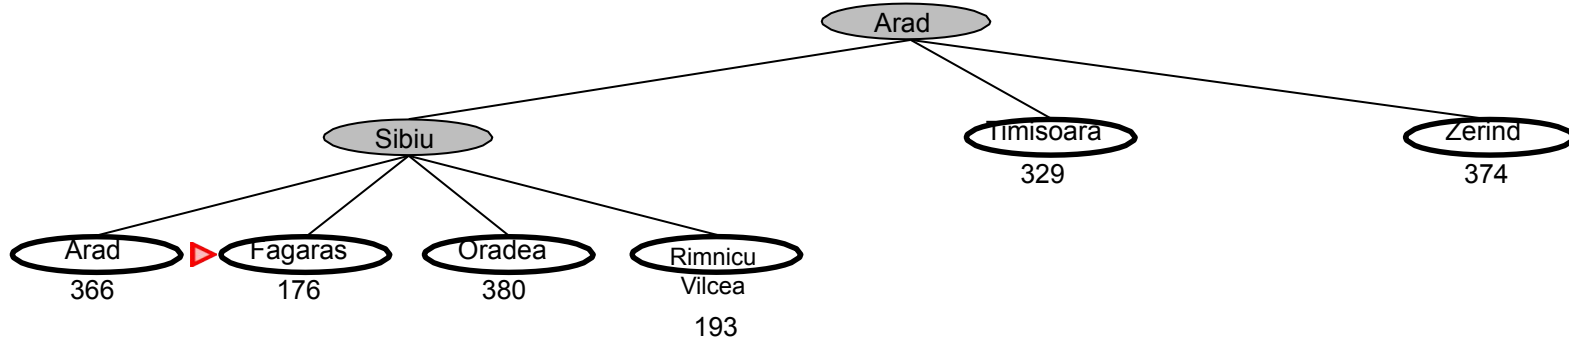 Arad
Sibiu
Timisoara
329
Zerind
374
Arad
366
Fagaras
176
Oradea
380
Rimnicu
Vilcea
193